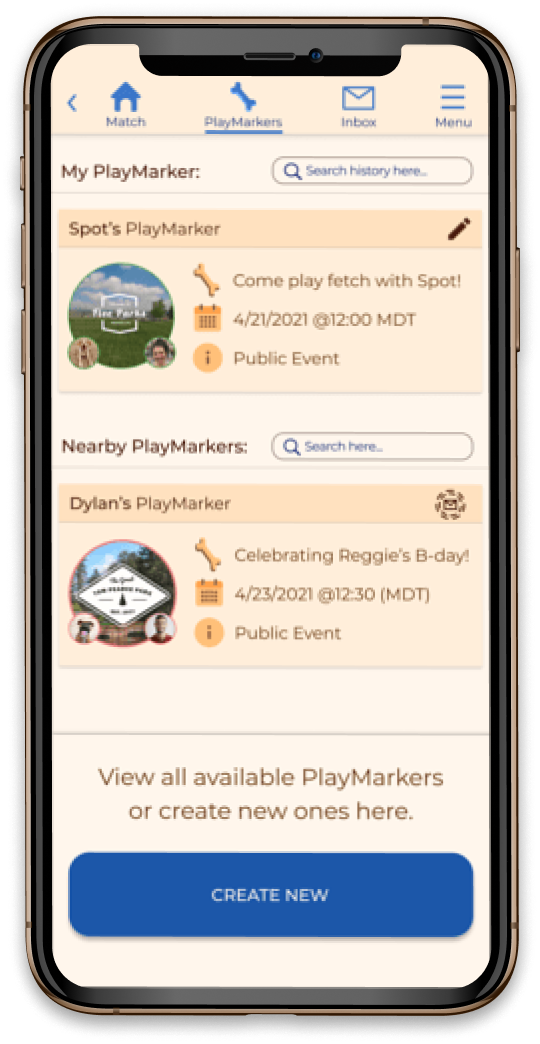 Match
PlayMarkers
Inbox
Menu
My PlayMarker:
Search history here...
Spot's PlayMarker
Come play fetch with Spot!
4/21/2021 @12:00 MDT
Public Event
Nearby PlayMarkers:
Search here...
Dylan's PlayMarker
Celebrating Reggie's B-day!
4/23/2021 @12:30 (MDT)
Public Event
View all available PlayMarkers
or create new ones here.
CREATE NEW